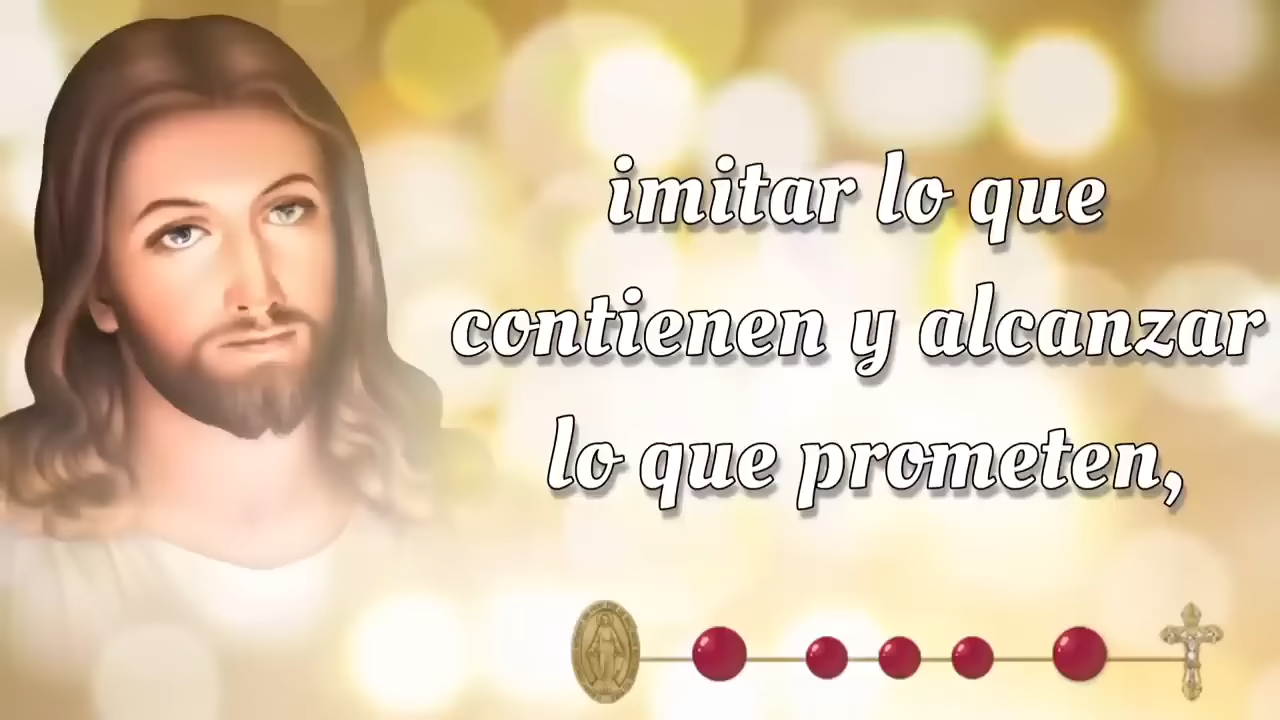 imitar lo que
contienen y alcanzar
lo que prometen,